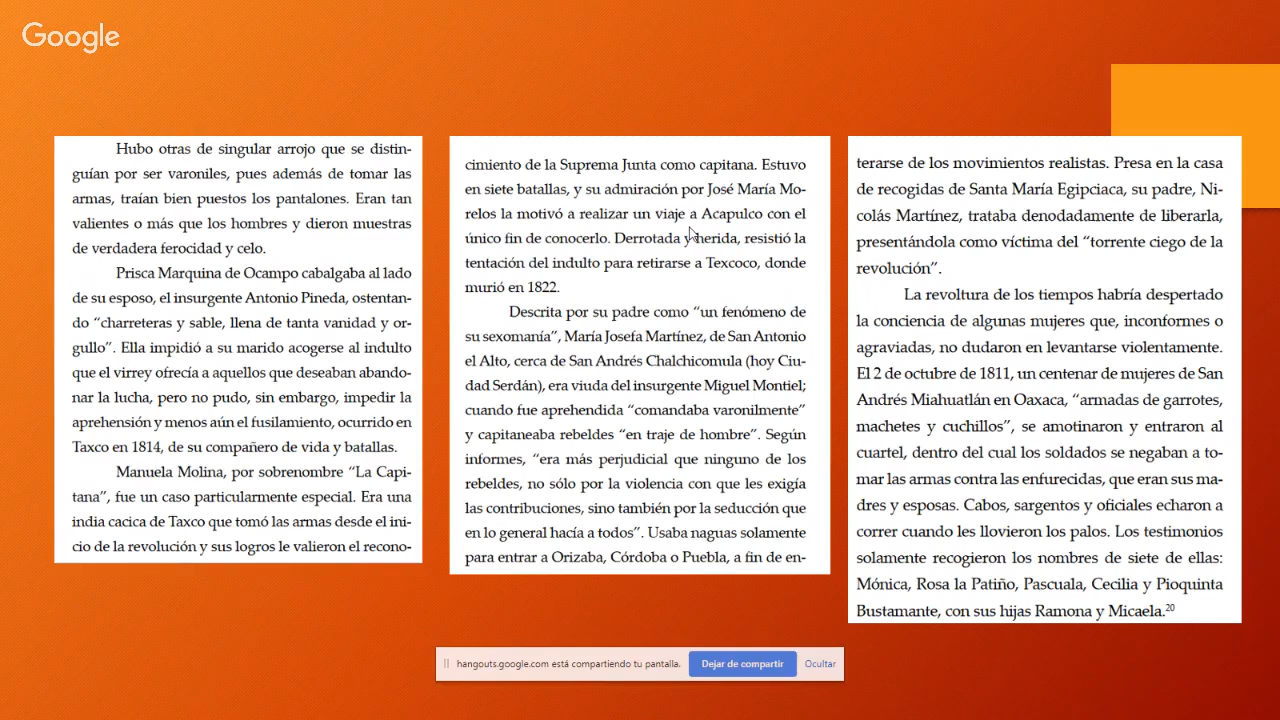 Google
Hubo otras de singular arrojo que se distin-
guían por ser varoniles, pues además de tomar las
armas, traían bien puestos los pantalones. Eran tan
valientes o más que los hombres y dieron muestras
de verdadera ferocidad y celo.
Prisca Marquina de Ocampo cabalgaba al lado
de su esposo, el insurgente Antonio Pineda, ostentan-
do “charreteras y sable, llena de tanta vanidad y or-
gullo”. Ella impidió a su marido acogerse al indulto
que el virrey ofrecía a aquellos que deseaban abando-
nar la lucha, pero no pudo, sin embargo, impedir la
aprehensión y menos aún el fusilamiento, ocurrido en
Taxco en 1814, de su compañero de vida y batallas.
Manuela Molina, por sobrenombre “La Capi-
tana”, fue un caso particularmente especial. Era una
india cacica de Taxco que tomó las armas desde el ini-
cio de la revolución y sus logros le valieron el recono-
cimiento de la Suprema Junta como capitana. Estuvo
en siete batallas, y su admiración por José María Mo-
relos la motivó a realizar un viaje a Acapulco con el
único fin de conocerlo. Derrotada y herida, resistió la
tentación del indulto para retirarse a Texcoco, donde
murió en 1822.
Descrita por su padre como “un fenómeno de
su sexomanía”, María Josefa Martínez, de San Antonio
el Alto, cerca de San Andrés Chalchicomula (hoy Ciu-
dad Serdán), era viuda del insurgente Miguel Montiel;
cuando fue aprehendida “comandaba varonilmente”
y capitaneaba rebeldes “en traje de hombre”. Según
informes, “era más perjudicial que ninguno de los
rebeldes, no sólo por la violencia con que les exigía
las contribuciones, sino también por la seducción que
en lo general hacía a todos”. Usaba naguas solamente
para entrar a Orizaba, Córdoba o Puebla, a fin de en-
terarse de los movimientos realistas. Presa en la casa
de recogidas de Santa María Egipciaca, su padre, Ni-
colás Martínez, trataba denodadamente de liberarla,
presentándola como víctima del “torrente ciego de la
revolución”.
La revoltura de los tiempos habría despertado
la conciencia de algunas mujeres que, inconformes o
agraviadas, no dudaron en levantarse violentamente.
El 2 de octubre de 1811, un centenar de mujeres de San
Andrés Miahuatlán en Oaxaca, “armadas de garrotes,
machetes y cuchillos”, se amotinaron y entraron al
cuartel, dentro del cual los soldados se negaban a to-
mar las armas contra las enfurecidas, que eran sus ma-
dres y esposas. Cabos, sargentos y oficiales echaron a
correr cuando les llovieron los palos. Los testimonios
solamente recogieron los nombres de siete de ellas:
Mónica, Rosa la Patiño, Pascuala, Cecilia y Pioquinta
Bustamante, con sus hijas Ramona y Micaela.20
hangouts.google.com está compartiendo tu pantalla. Dejar de compartir Ocultar